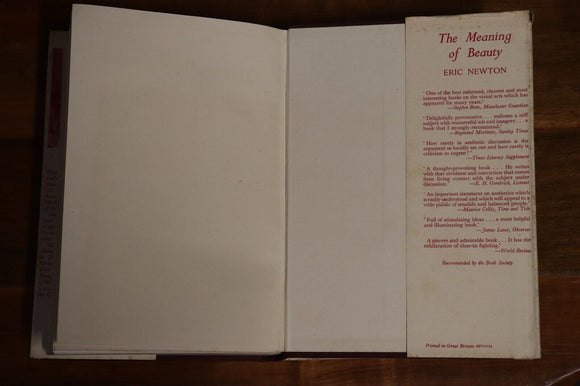 The Meaning
of Beauty
ERIC NEWTON
' One of the best informed, clearest and most
interesting books on the visual arts which has
appeared for many years.'
—Stephen Bone, Manchester Guardian
' Delightfully provocative . . . enlivens a stiff
subject with resourceful wit and imagery . . . a
book that I strongly recommend.'
—Raymond Mortimer, Sunday Times
' How rarely in aesthetic discussion is the
argument so lucidly set out and how rarely is
criticism so urgent ! '
—Times Literary Supplement
' A thought-provoking book . . . He writes
with that vividness and conviction that comes
from living contact with the subject under
discussion.' —E. H. Gombrich, Listener
' An important statement on aesthetics which
is easily understood and which will appeal to a
wide public of sensible and balanced people.'
—Maurice Collis, Time and Tide
' Full of stimulating ideas . . . a most helpful
and illuminating book.'
—James Laver, Observer
' A sincere and admirable book . . . It has the
exhilaration of close-in fighting.'
—World Review
Recommended by the Book Society
Printed in Great Britain